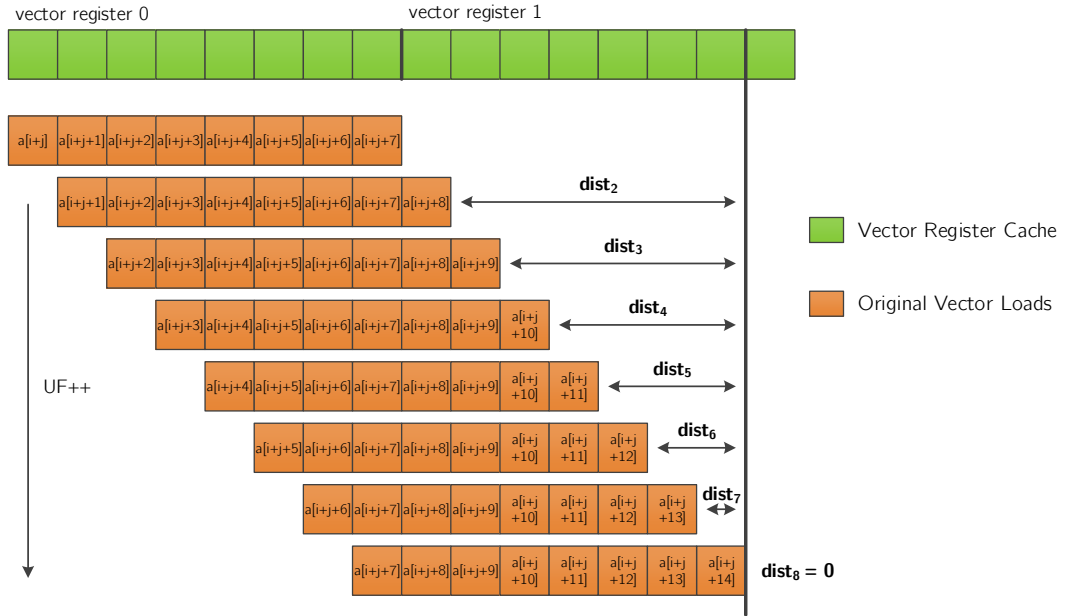 vector register 0
vector register 1
a[i+j] a[i+j+1] a[i+j+2] a[i+j+3] a[i+j+4] a[i+j+5] a[i+j+6] a[i+j+7]
a[i+j+1] a[i+j+2] a[i+j+3] a[i+j+4] a[i+j+5] a[i+j+6] a[i+j+7] a[i+j+8]
dist₂
a[i+j+2] a[i+j+3] a[i+j+4] a[i+j+5] a[i+j+6] a[i+j+7] a[i+j+8] a[i+j+9]
dist₃
a[i+j+3] a[i+j+4] a[i+j+5] a[i+j+6] a[i+j+7] a[i+j+8] a[i+j+9] a[i+j
+10]
dist₄
a[i+j+4] a[i+j+5] a[i+j+6] a[i+j+7] a[i+j+8] a[i+j+9] a[i+j a[i+j
+10] +11]
dist₅
a[i+j+5] a[i+j+6] a[i+j+7] a[i+j+8] a[i+j+9] a[i+j a[i+j a[i+j
+10] +11] +12]
dist₆
a[i+j+6] a[i+j+7] a[i+j+8] a[i+j+9] a[i+j a[i+j a[i+j a[i+j
+10] +11] +12] +13]
dist₇
a[i+j+7] a[i+j+8] a[i+j+9] a[i+j a[i+j a[i+j a[i+j a[i+j
+10] +11] +12] +13] +14]
dist₈ = 0
UF++
Vector Register Cache
Original Vector Loads